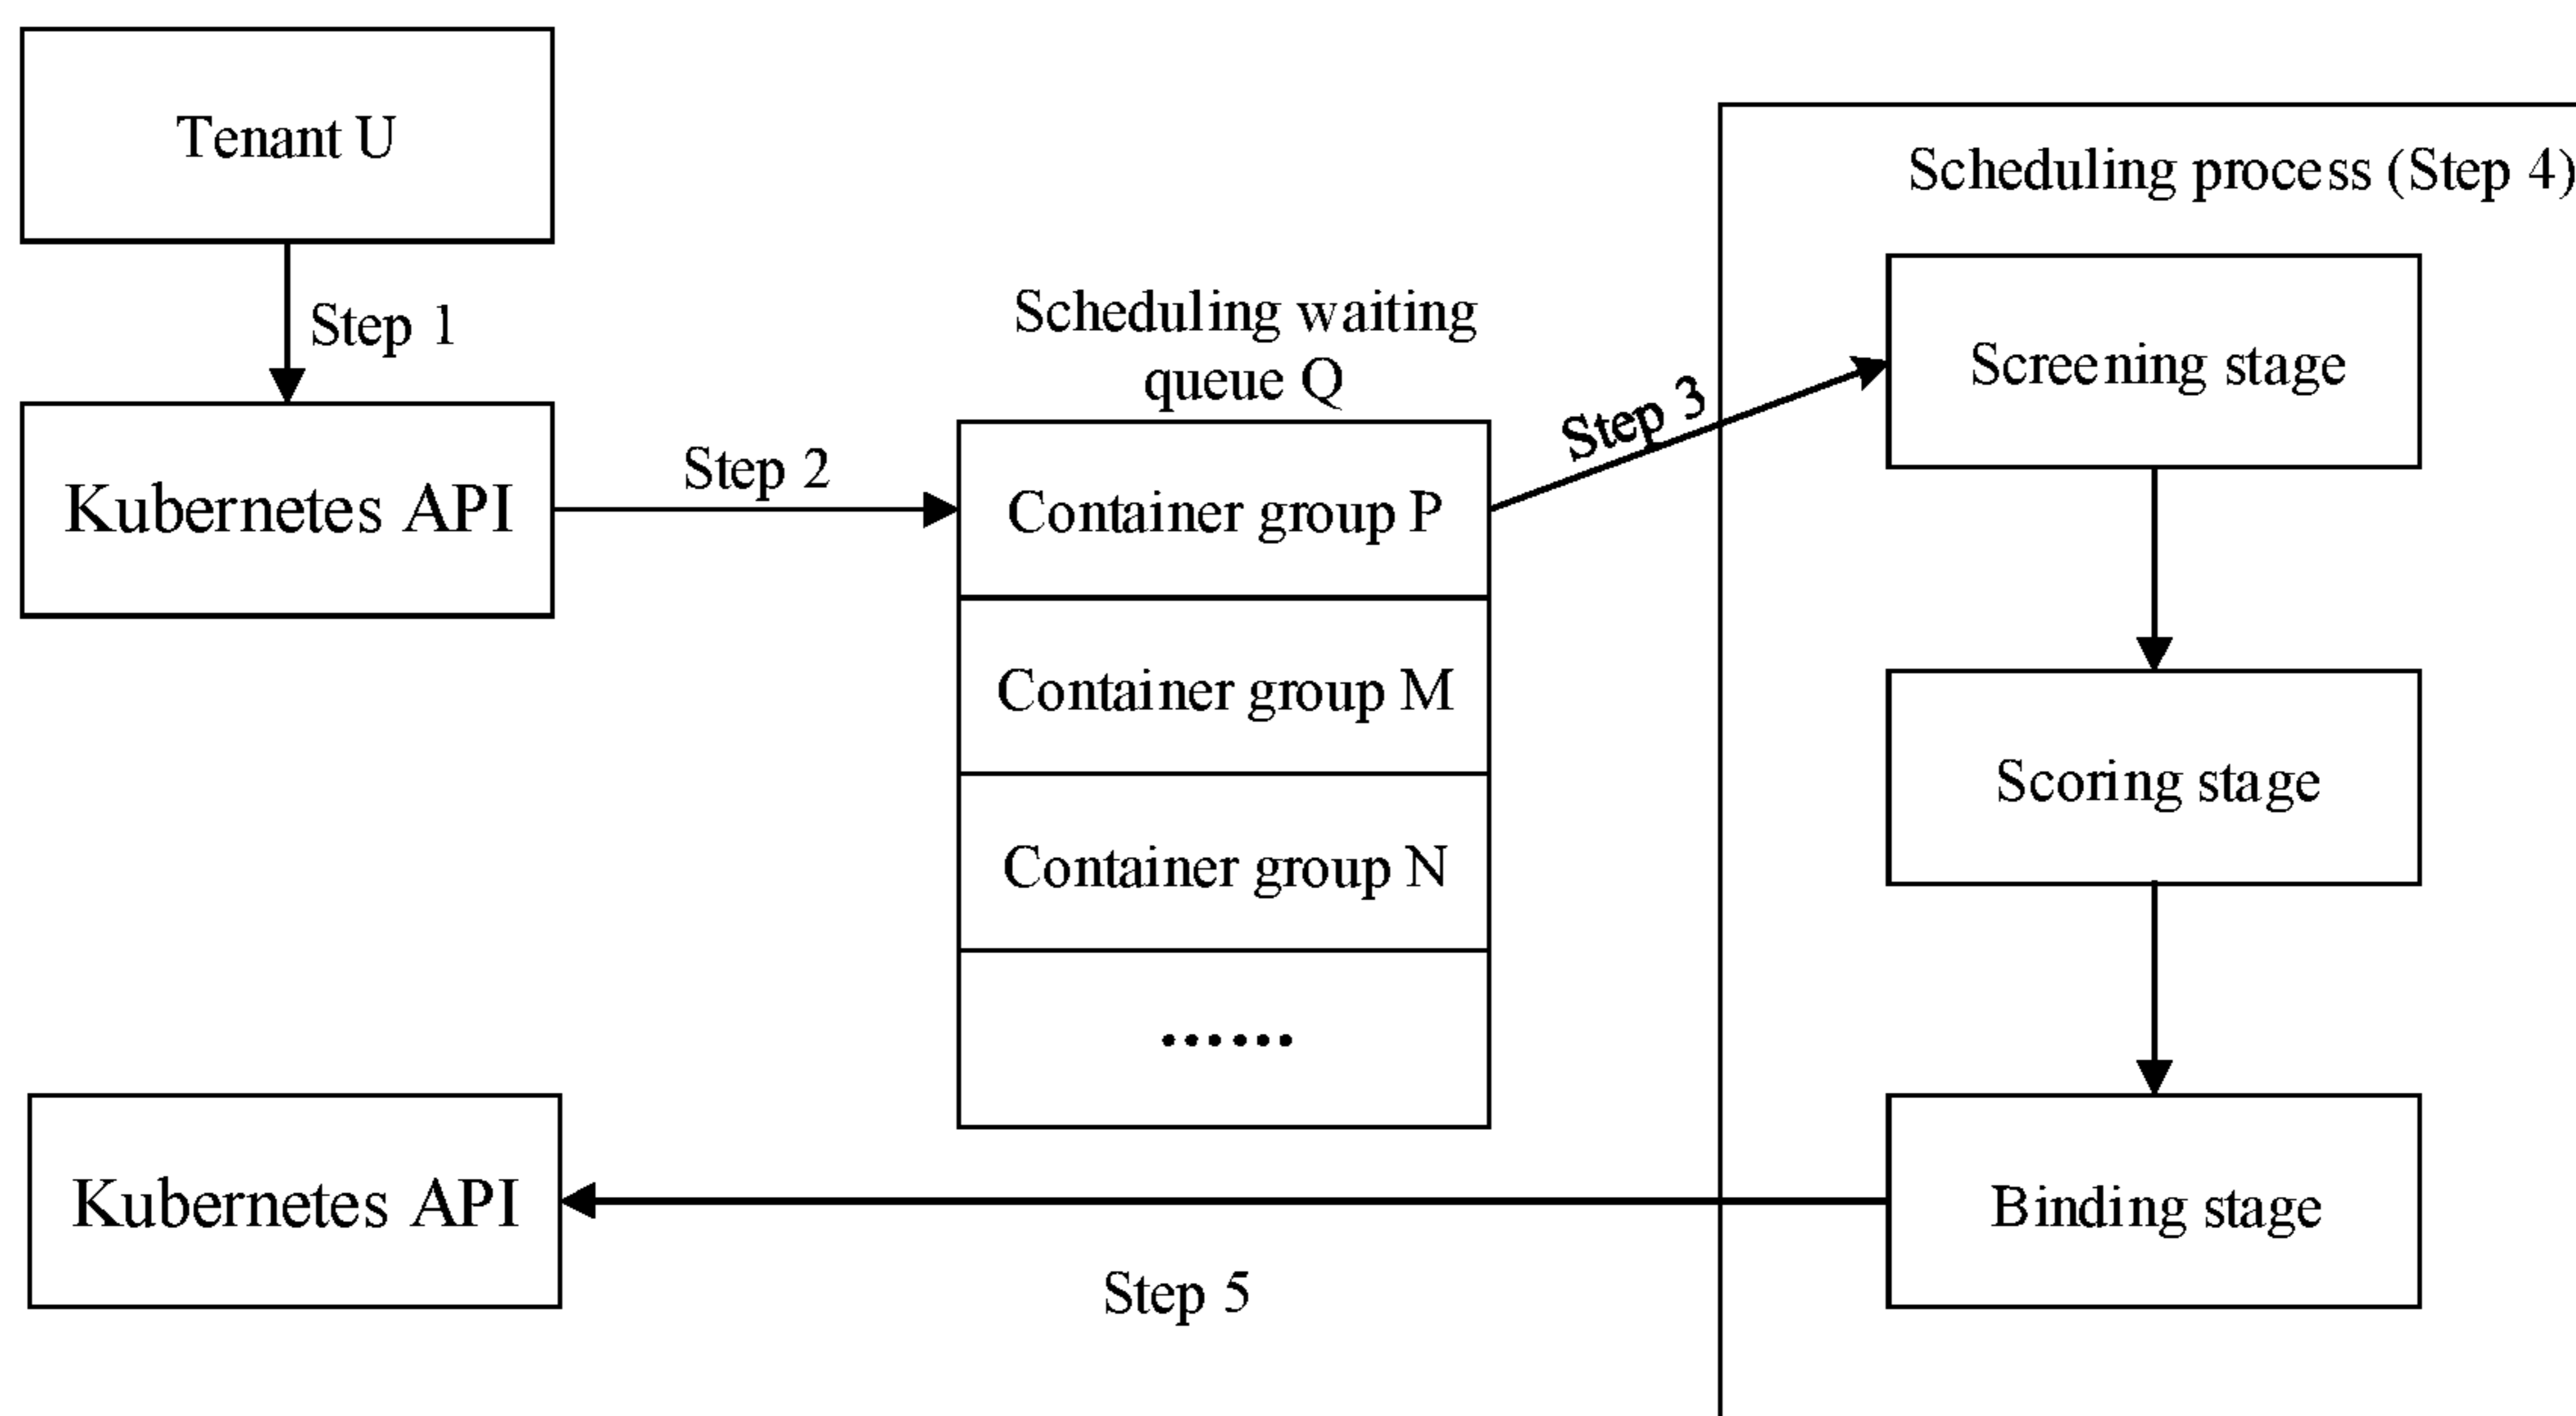 Tenant U
Step 1
Kubernetes API
Step 2
Scheduling waiting
queue Q
Container group P
Container group M
Container group N
......
Step 3
Scheduling process (Step 4)
Screening stage
Scoring stage
Binding stage
Step 5
Kubernetes API